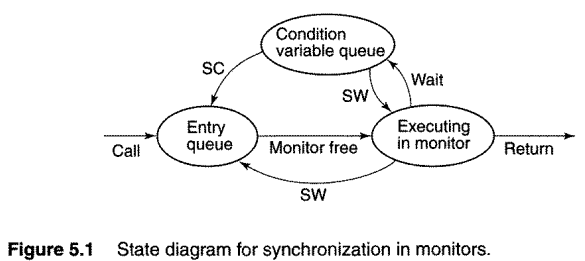 Condition
variable queue
SC
SW
Wait
Entry
queue
Executing
in monitor
Call
Monitor free
Return
SW
Figure 5.1 State diagram for synchronization in monitors.